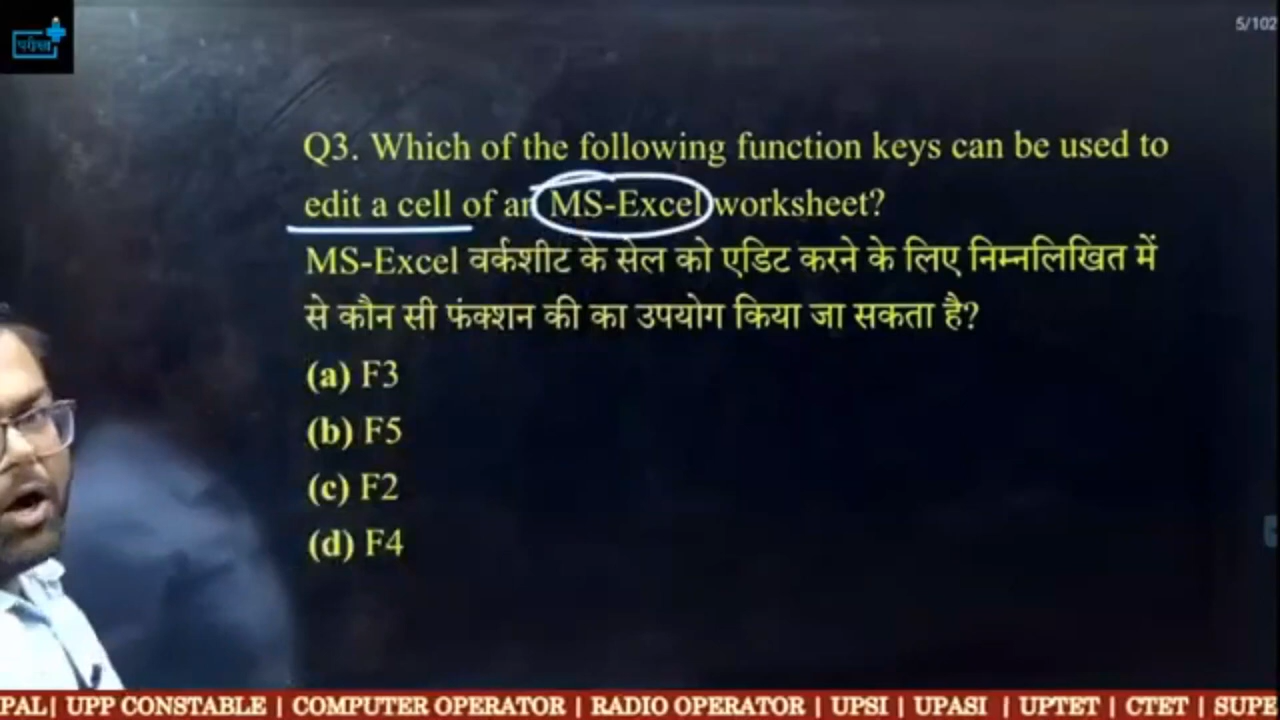 परीक्षा
5/102
Q3. Which of the following function keys can be used to
edit a cell of an MS-Excel worksheet?
MS-Excel वर्कशीट के सेल को एडिट करने के लिए निम्नलिखित में
से कौन सी फंक्शन की का उपयोग किया जा सकता है?
(a) F3
(b) F5
(c) F2
(d) F4
PAL| UPP CONSTABLE | COMPUTER OPERATOR | RADIO OPERATOR | UPSI | UPASI | UPTET | CTET | SUPE